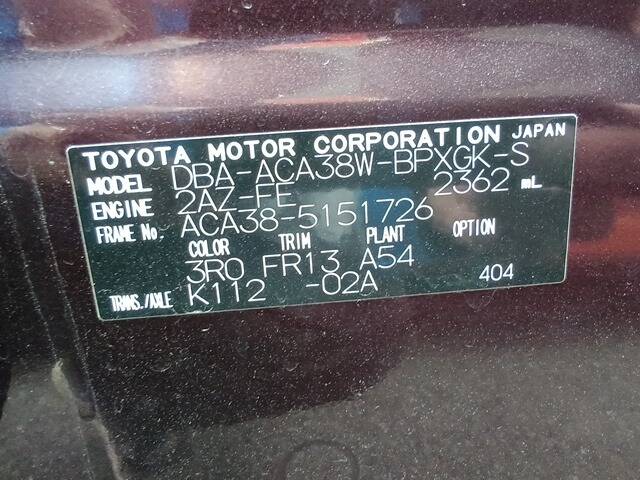 TOYOTA MOTOR CORPORATION JAPAN
MODEL DBA-ACA38W-BPXGK-S
ENGINE 2AZ-FE 2362 mL
FRAME No. ACA38-5151726
COLOR TRIM PLANT OPTION
3R0 FR13 A54
TRANS./AXLE K112 -02A 404